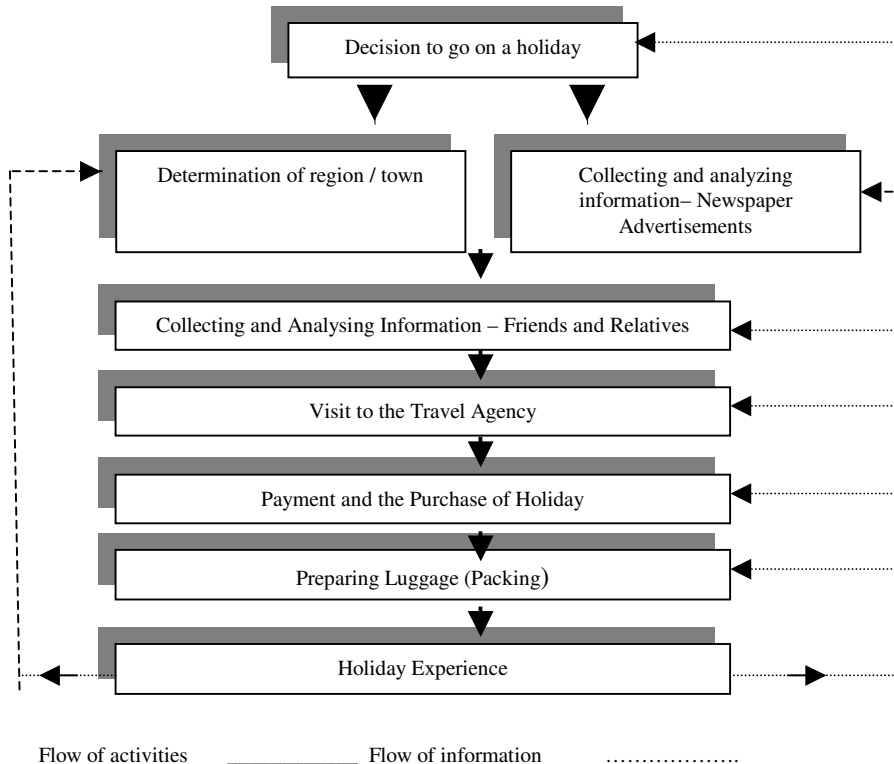 Decision to go on a holiday
Determination of region / town
Collecting and analyzing
information– Newspaper
Advertisements
Collecting and Analysing Information – Friends and Relatives
Visit to the Travel Agency
Payment and the Purchase of Holiday
Preparing Luggage (Packing)
Holiday Experience
Flow of activities _____________ Flow of information ...................